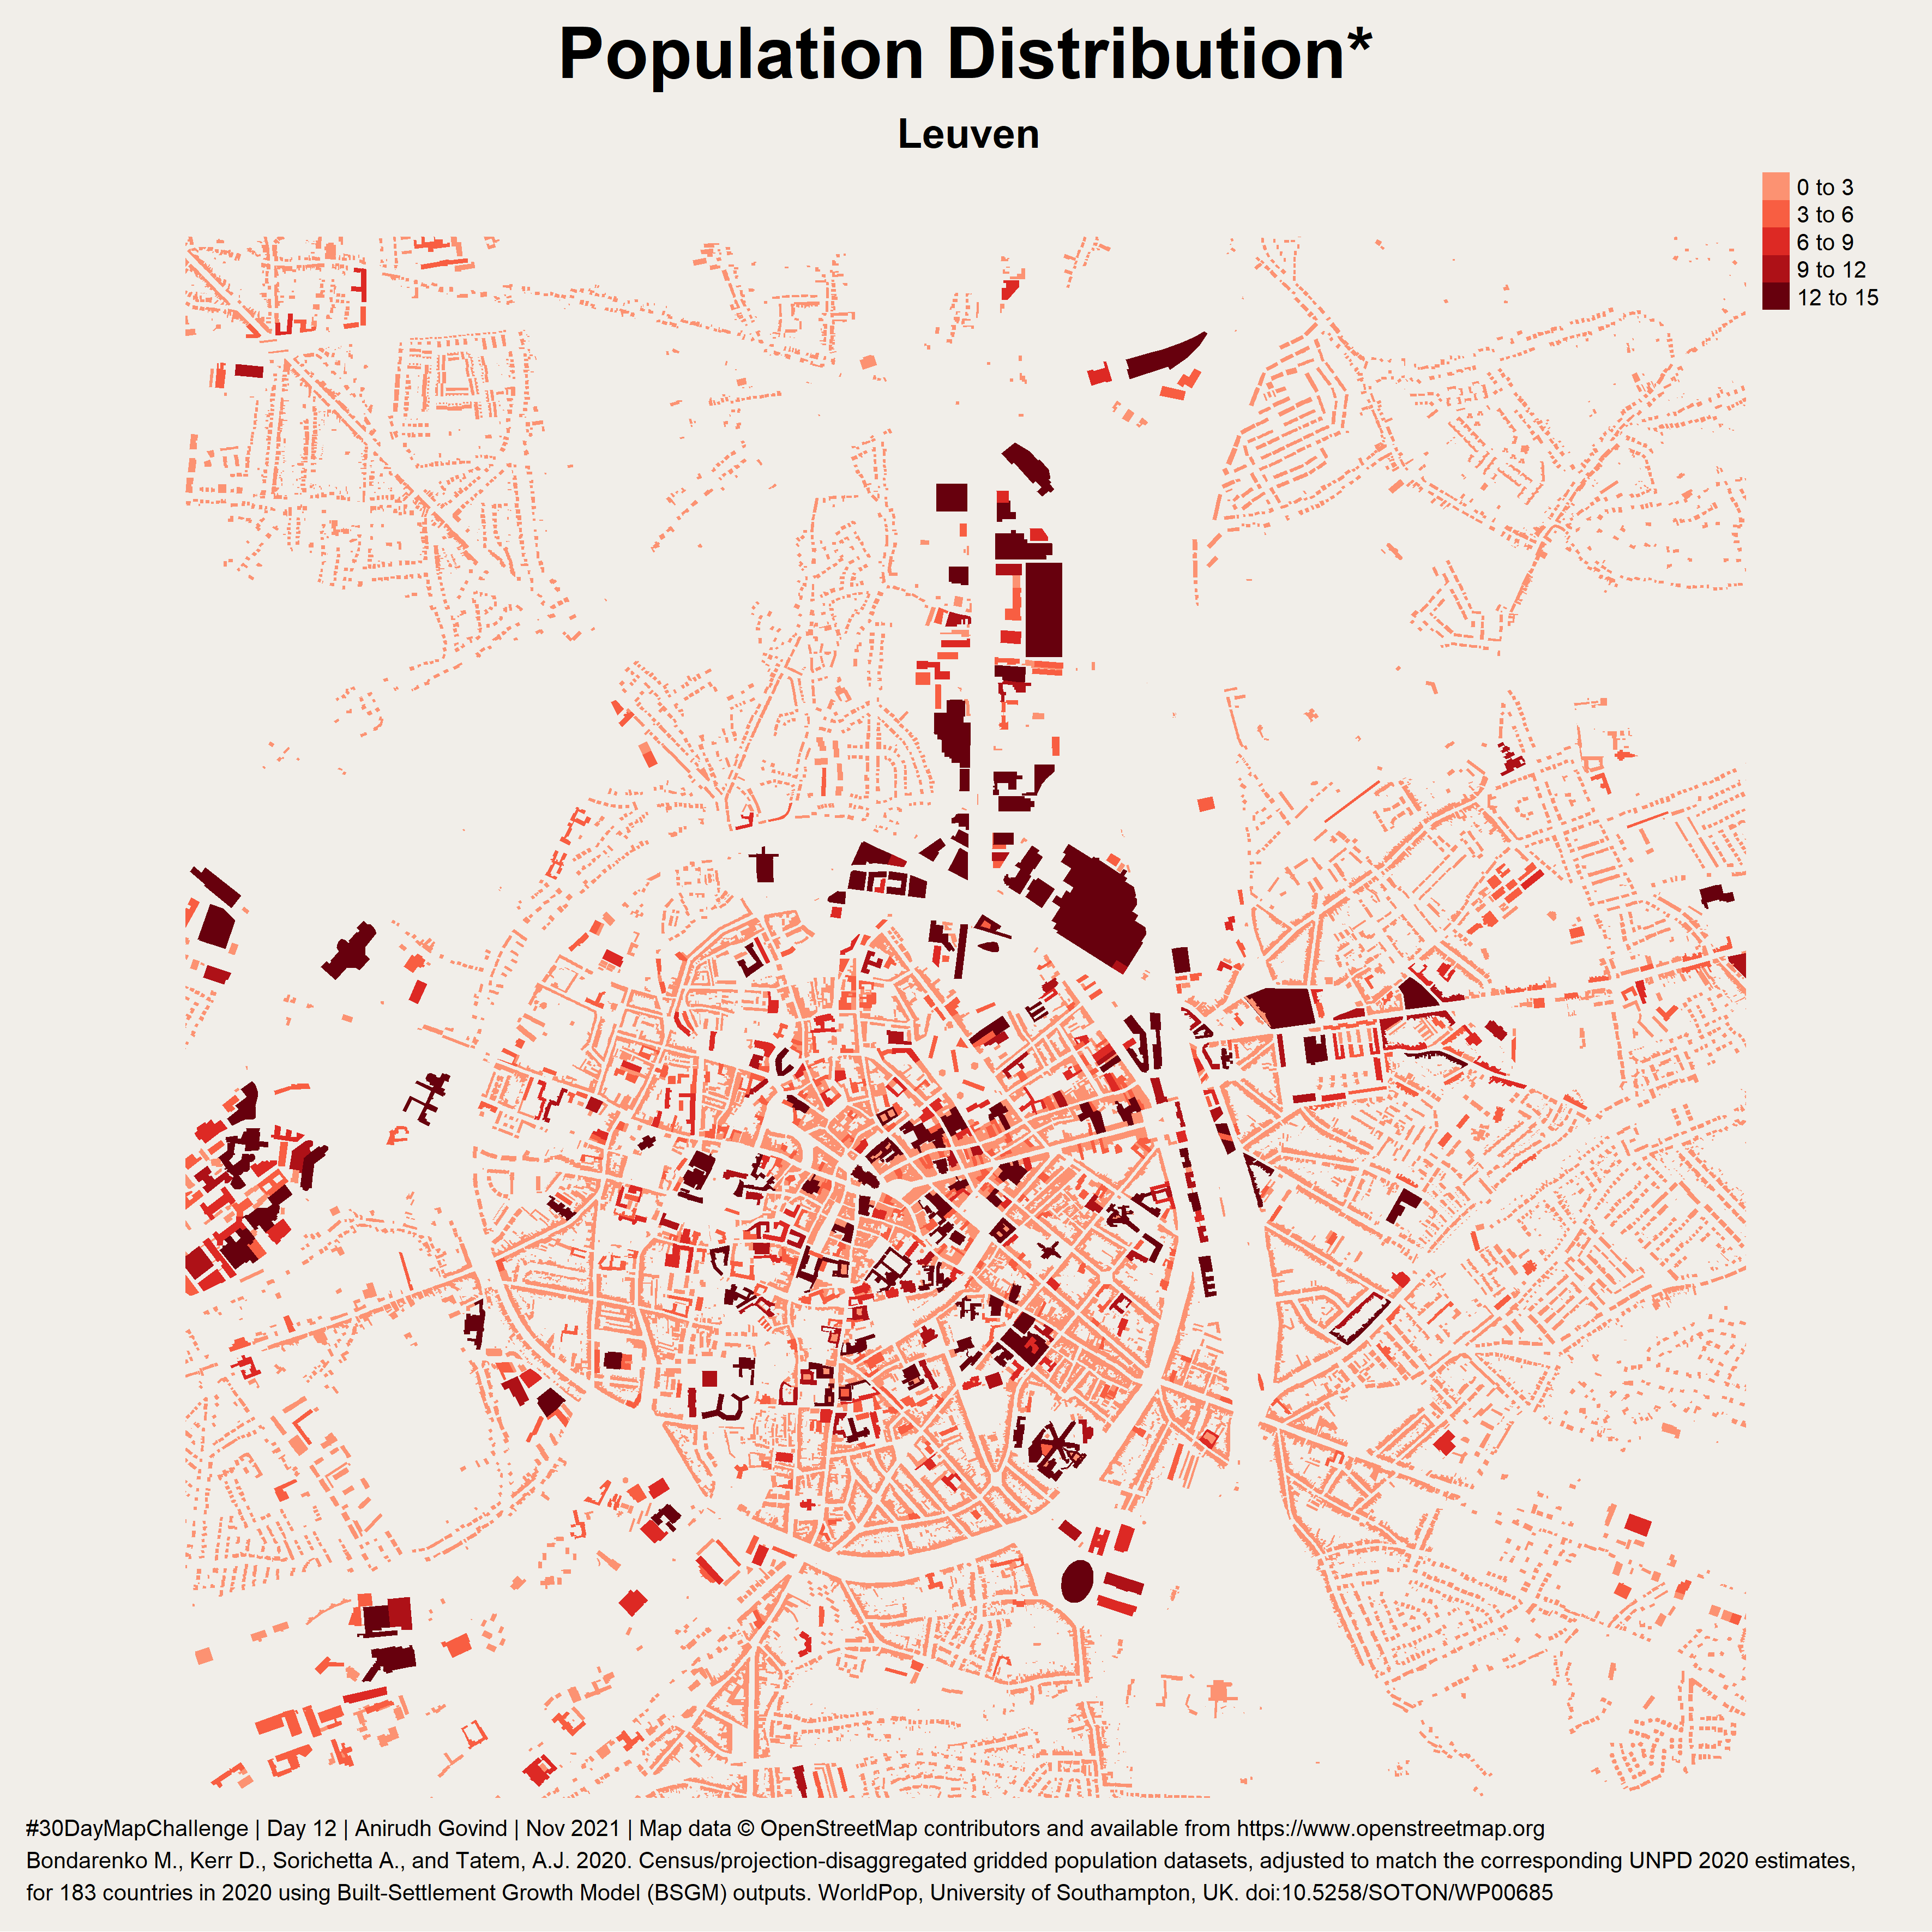 Population Distribution*
Leuven
0 to 3
3 to 6
6 to 9
9 to 12
12 to 15
#30DayMapChallenge | Day 12 | Anirudh Govind | Nov 2021 | Map data © OpenStreetMap contributors and available from https://www.openstreetmap.org
Bondarenko M., Kerr D., Sorichetta A., and Tatem, A.J. 2020. Census/projection-disaggregated gridded population datasets, adjusted to match the corresponding UNPD 2020 estimates,
for 183 countries in 2020 using Built-Settlement Growth Model (BSGM) outputs. WorldPop, University of Southampton, UK. doi:10.5258/SOTON/WP00685